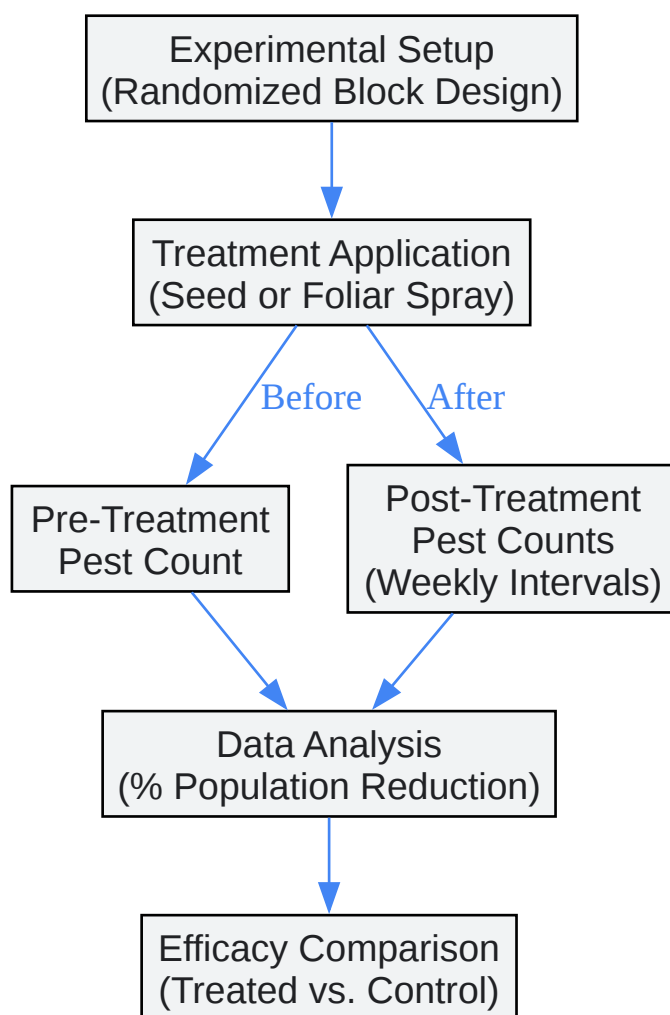 Experimental Setup
(Randomized Block Design)
Treatment Application
(Seed or Foliar Spray)
Before
After
Pre-Treatment
Pest Count
Post-Treatment
Pest Counts
(Weekly Intervals)
Data Analysis
(% Population Reduction)
Efficacy Comparison
(Treated vs. Control)